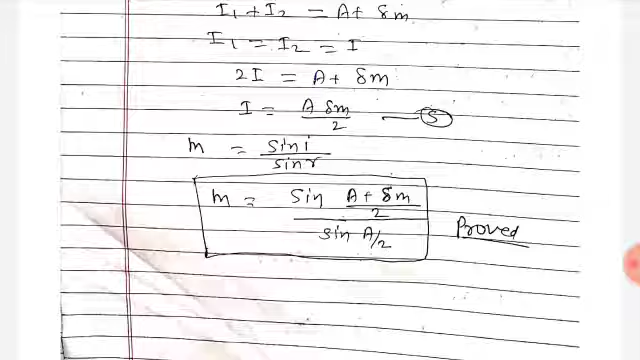 I₁ + I₂ = A + δm
I₁ = I₂ = I
2I = A + δm
I = A δm/2 —— (5)
m = sin i / sin r
m = sin (A + δm)/2 / sin A/2 Proved